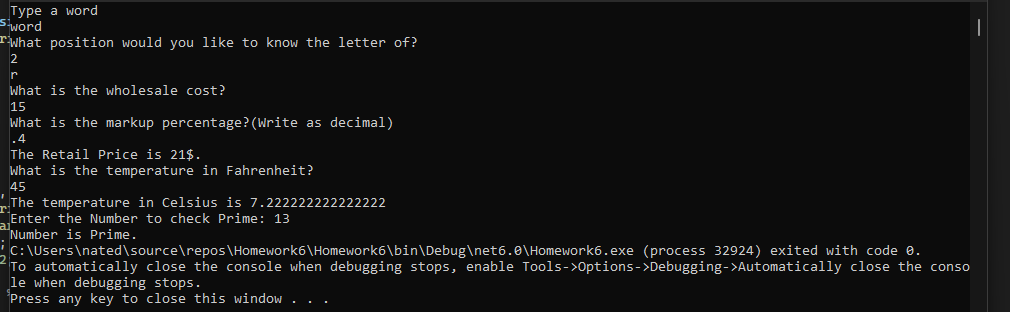 Type a word
word
What position would you like to know the letter of?
2
r
What is the wholesale cost?
15
What is the markup percentage?(Write as decimal)
.4
The Retail Price is 21$.
What is the temperature in Fahrenheit?
45
The temperature in Celsius is 7.222222222222222
Enter the Number to check Prime: 13
Number is Prime.
C:\Users\nated\source\repos\Homework6\Homework6\bin\Debug\net6.0\Homework6.exe (process 32924) exited with code 0.
To automatically close the console when debugging stops, enable Tools->Options->Debugging->Automatically close the conso
le when debugging stops.
Press any key to close this window . . .